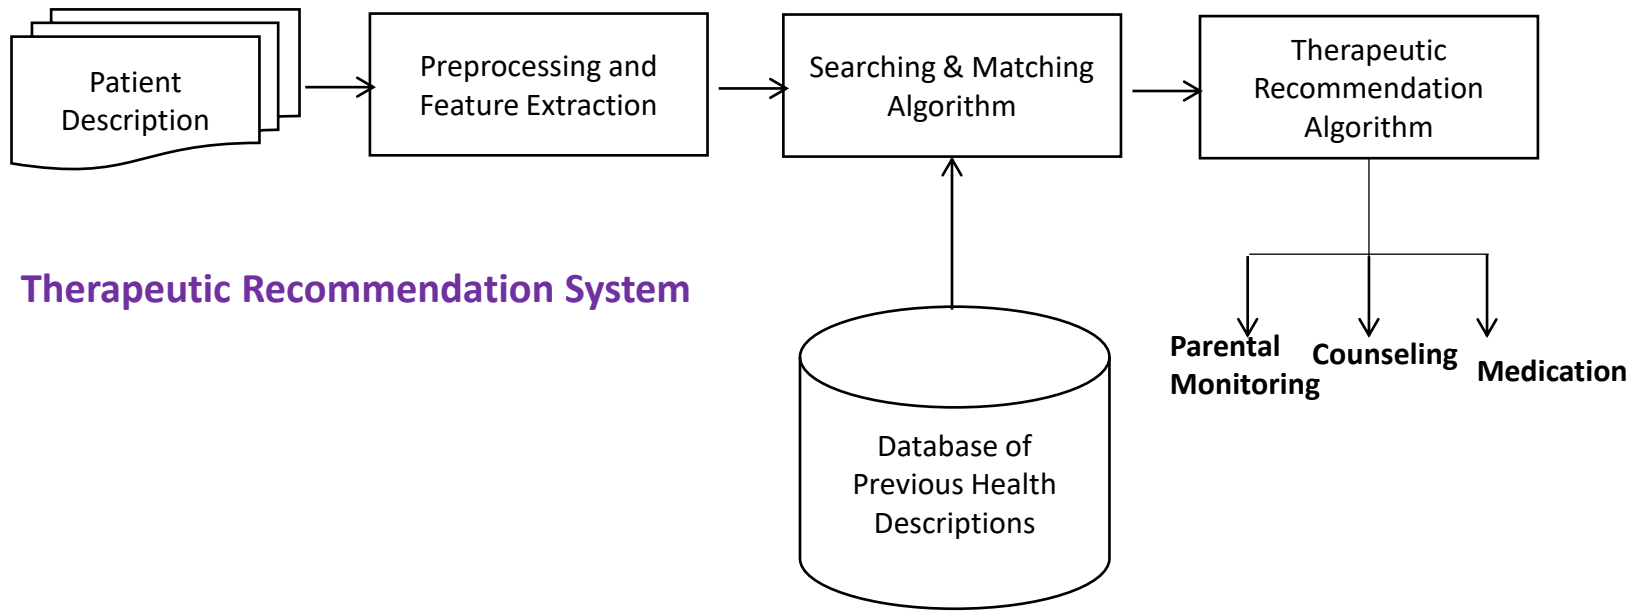 Patient
Description
Preprocessing and
Feature Extraction
Searching & Matching
Algorithm
Therapeutic
Recommendation
Algorithm
Therapeutic Recommendation System
Parental
Monitoring
Counseling
Medication
Database of
Previous Health
Descriptions